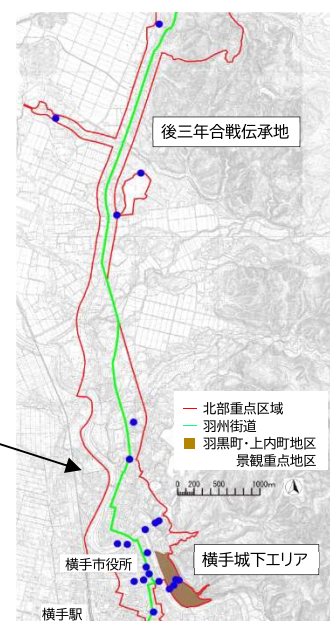 後三年合戦伝承地
北部重点区域
羽州街道
羽黒町・上内町地区
景観重点地区
0 200 500 1000m
横手城下エリア
横手市役所
横手駅